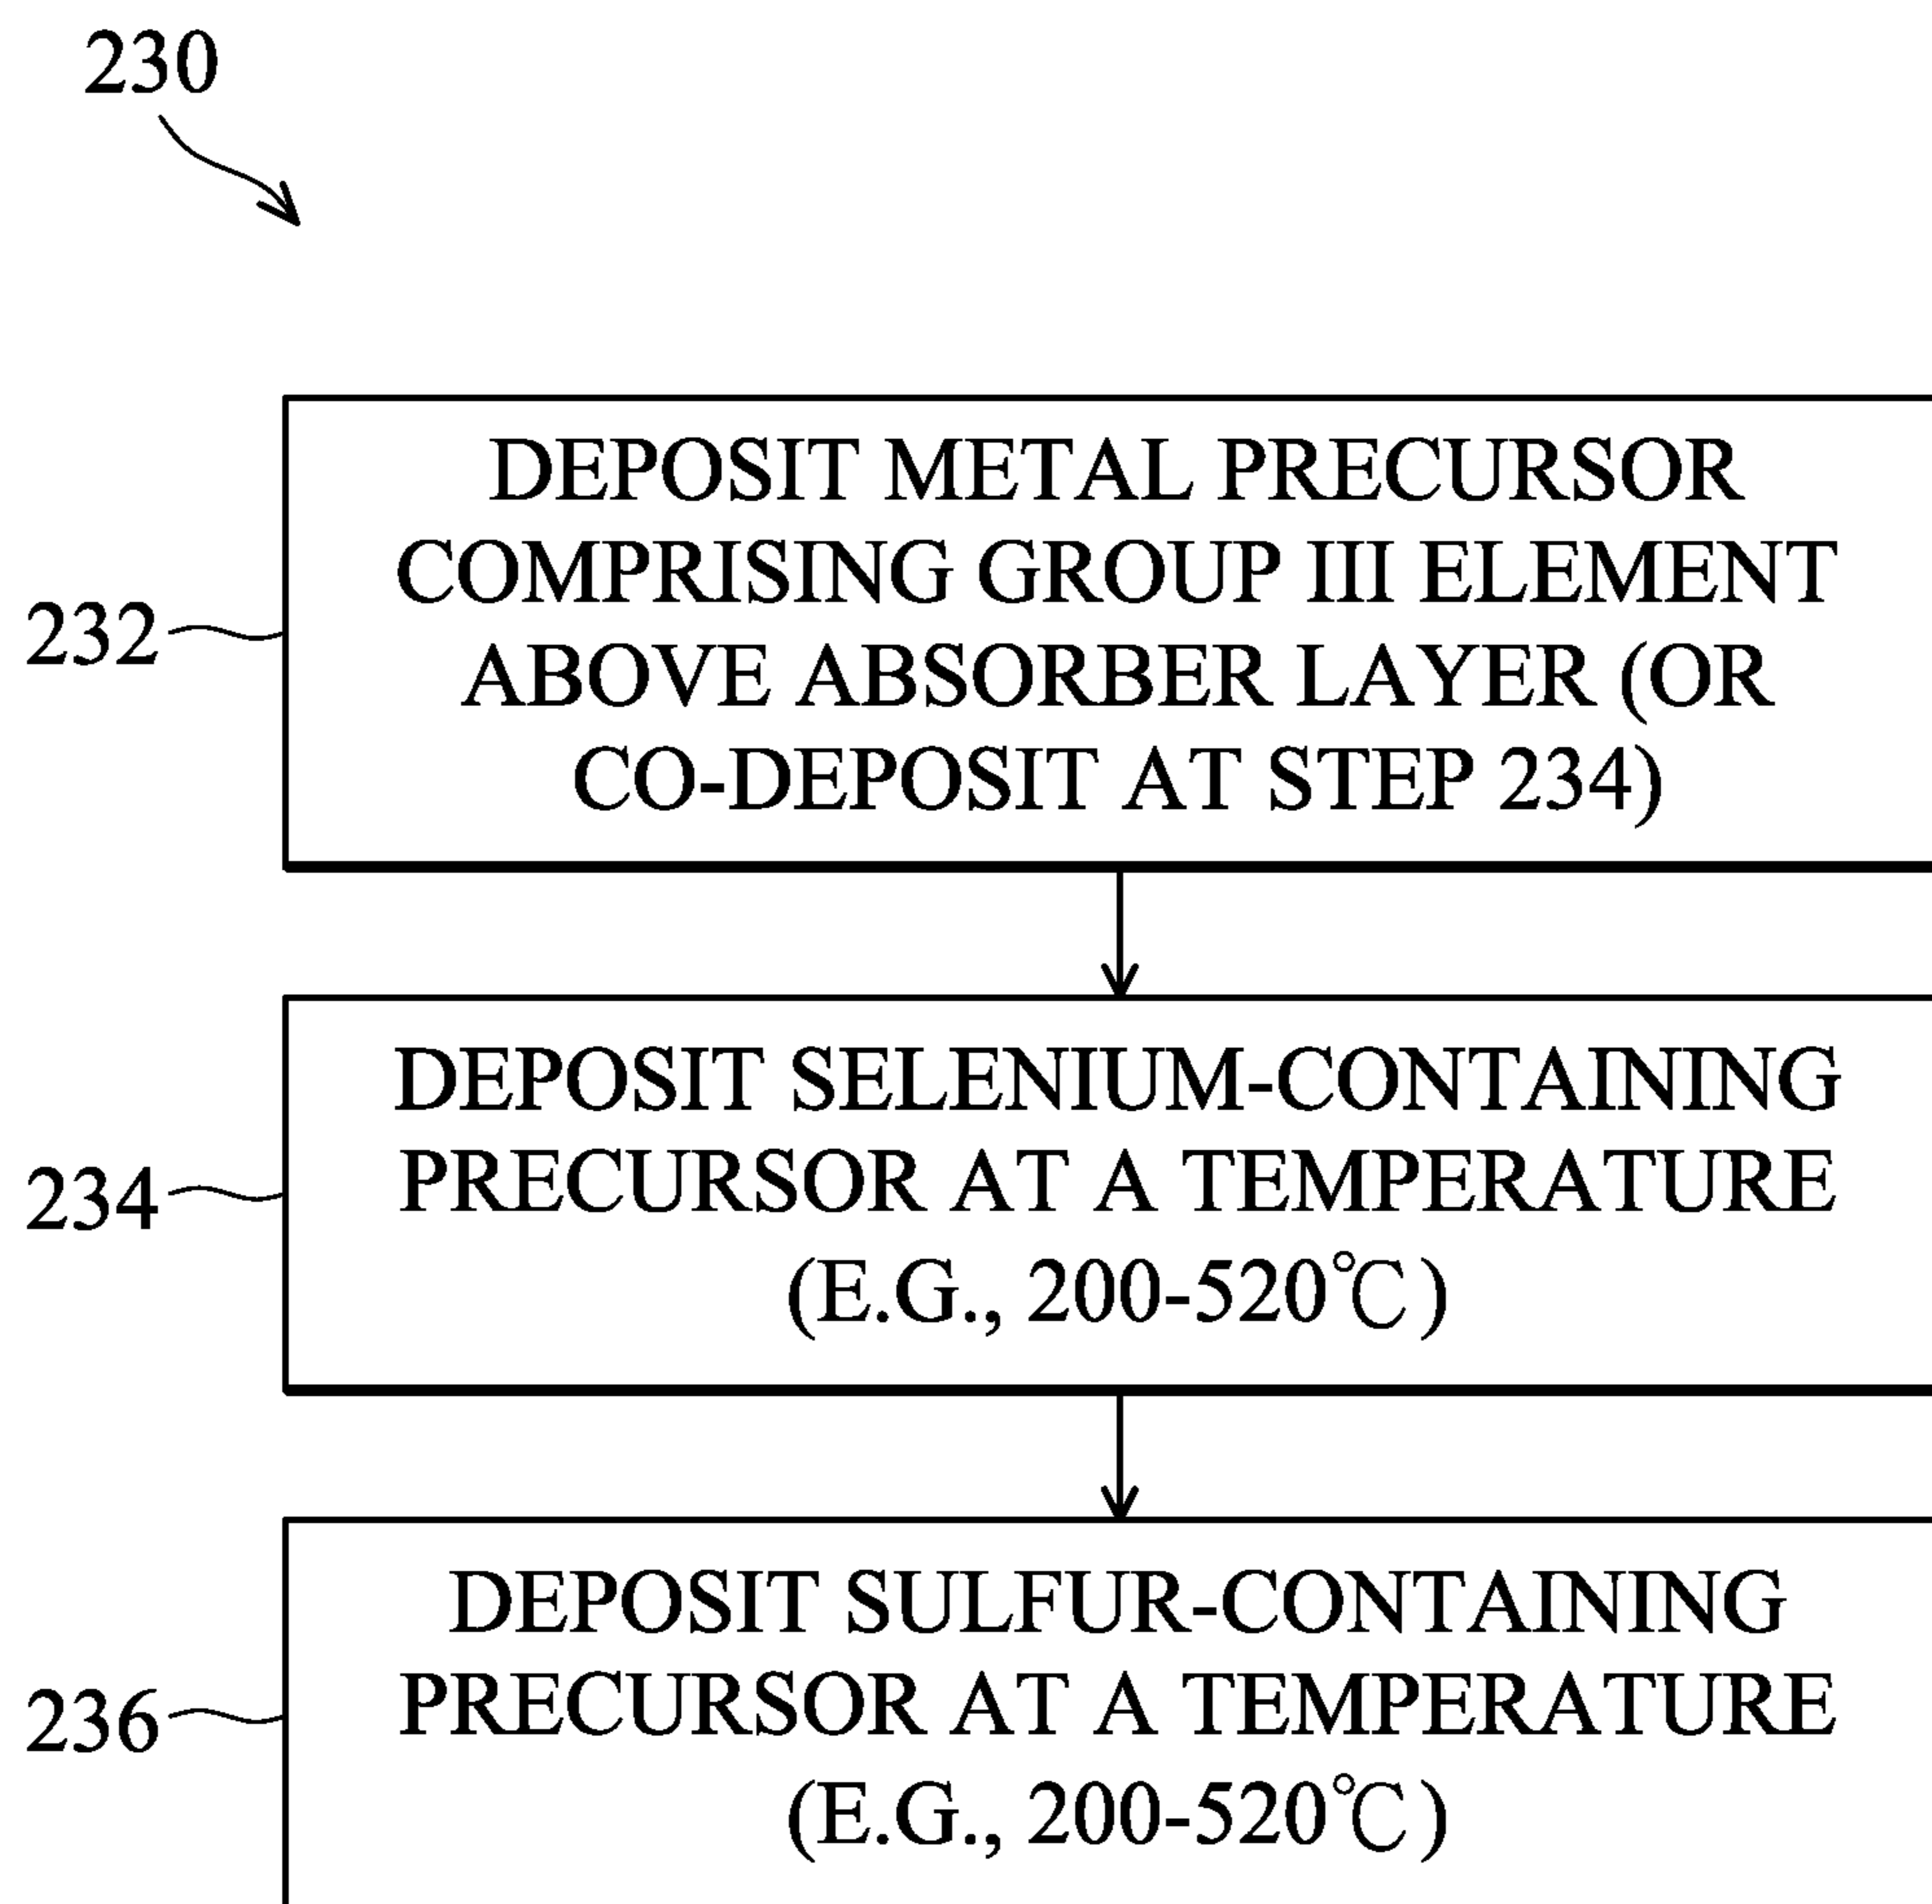 230
DEPOSIT METAL PRECURSOR
COMPRISING GROUP III ELEMENT
ABOVE ABSORBER LAYER (OR
CO-DEPOSIT AT STEP 234)
232
DEPOSIT SELENIUM-CONTAINING
PRECURSOR AT A TEMPERATURE
(E.G., 200-520℃)
234
DEPOSIT SULFUR-CONTAINING
PRECURSOR AT A TEMPERATURE
(E.G., 200-520℃)
236